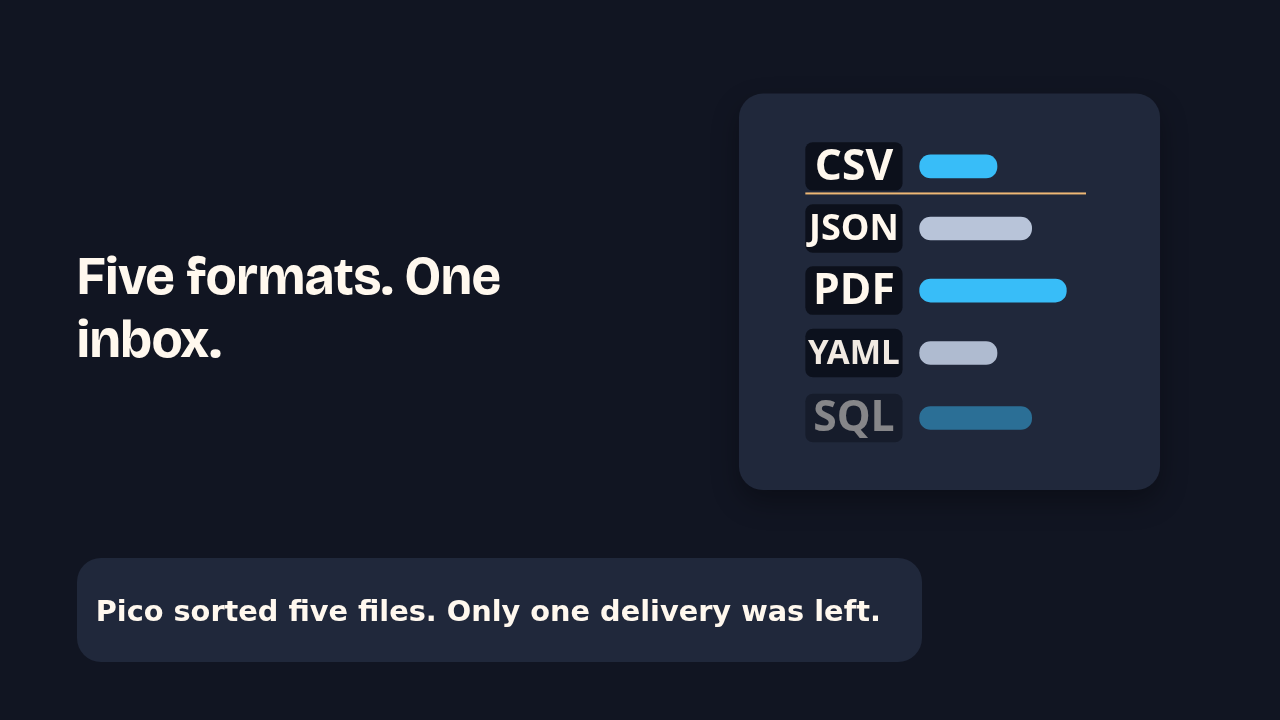 Five formats. One
inbox.
CSV
JSON
PDF
YAML
SQL
Pico sorted five files. Only one delivery was left.